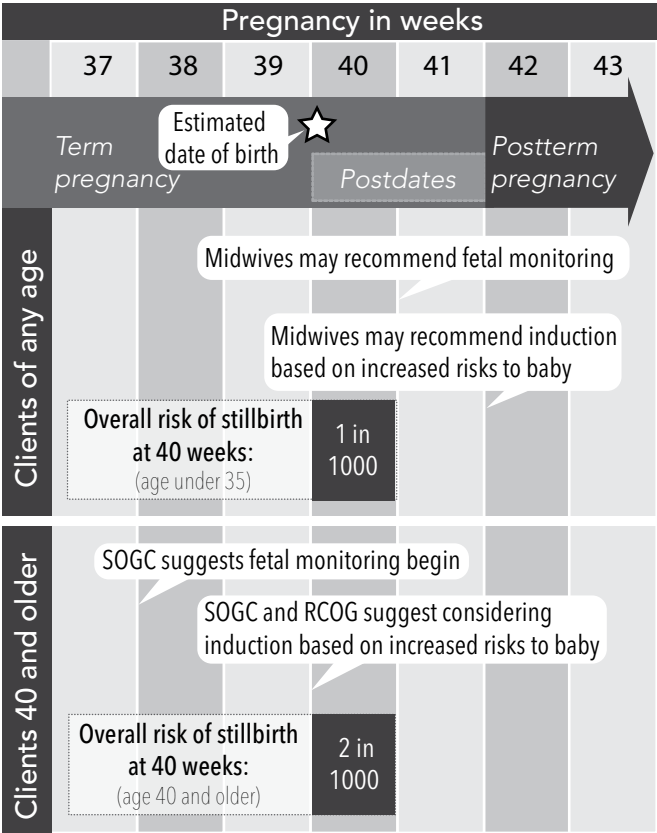 Pregnancy in weeks
37 38 39 40 41 42 43
Estimated
date of birth
Term
pregnancy
Postdates
Postterm
pregnancy
Clients of any age
Midwives may recommend fetal monitoring
Midwives may recommend induction
based on increased risks to baby
Overall risk of stillbirth
at 40 weeks:
(age under 35)
1 in
1000
Clients 40 and older
SOGC suggests fetal monitoring begin
SOGC and RCOG suggest considering
induction based on increased risks to baby
Overall risk of stillbirth
at 40 weeks:
(age 40 and older)
2 in
1000